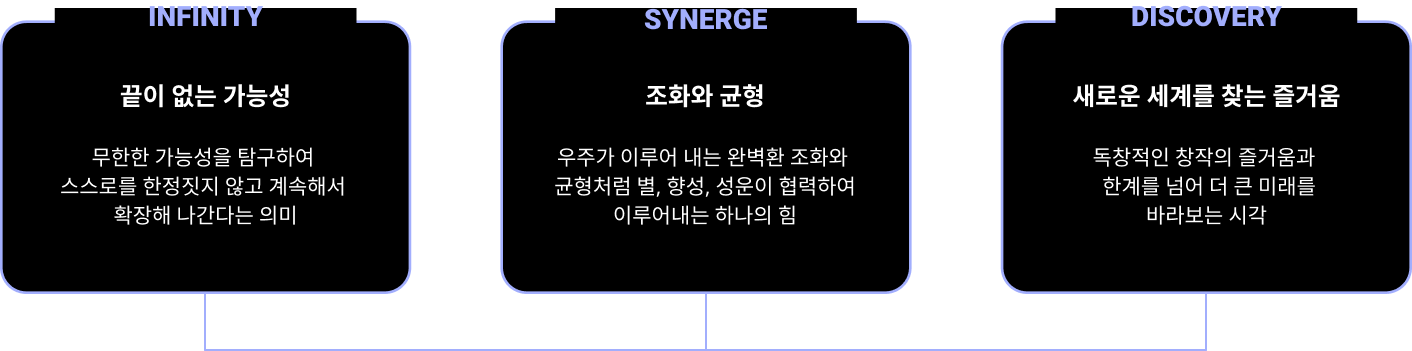 INFINITY
끝이 없는 가능성
무한한 가능성을 탐구하여
스스로를 한정짓지 않고 계속해서
확장해 나간다는 의미
SYNERGE
조화와 균형
우주가 이루어 내는 완벽환 조화와
균형처럼 별, 향성, 성운이 협력하여
이루어내는 하나의 힘
DISCOVERY
새로운 세계를 찾는 즐거움
독창적인 창작의 즐거움과
한계를 넘어 더 큰 미래를
바라보는 시각